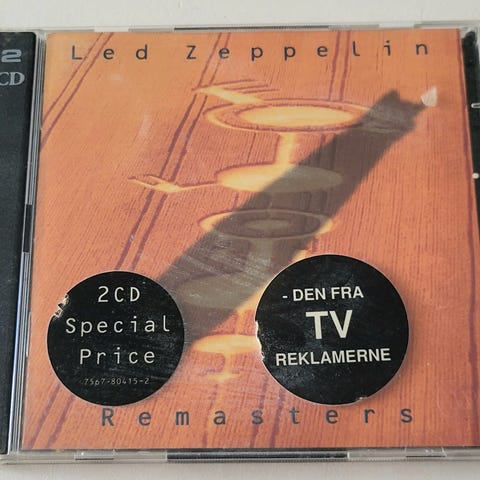 2
CD
Led Zeppelin
2CD
Special
Price
7567-80415-2
- DEN FRA
TV
REKLAMERNE
Remasters